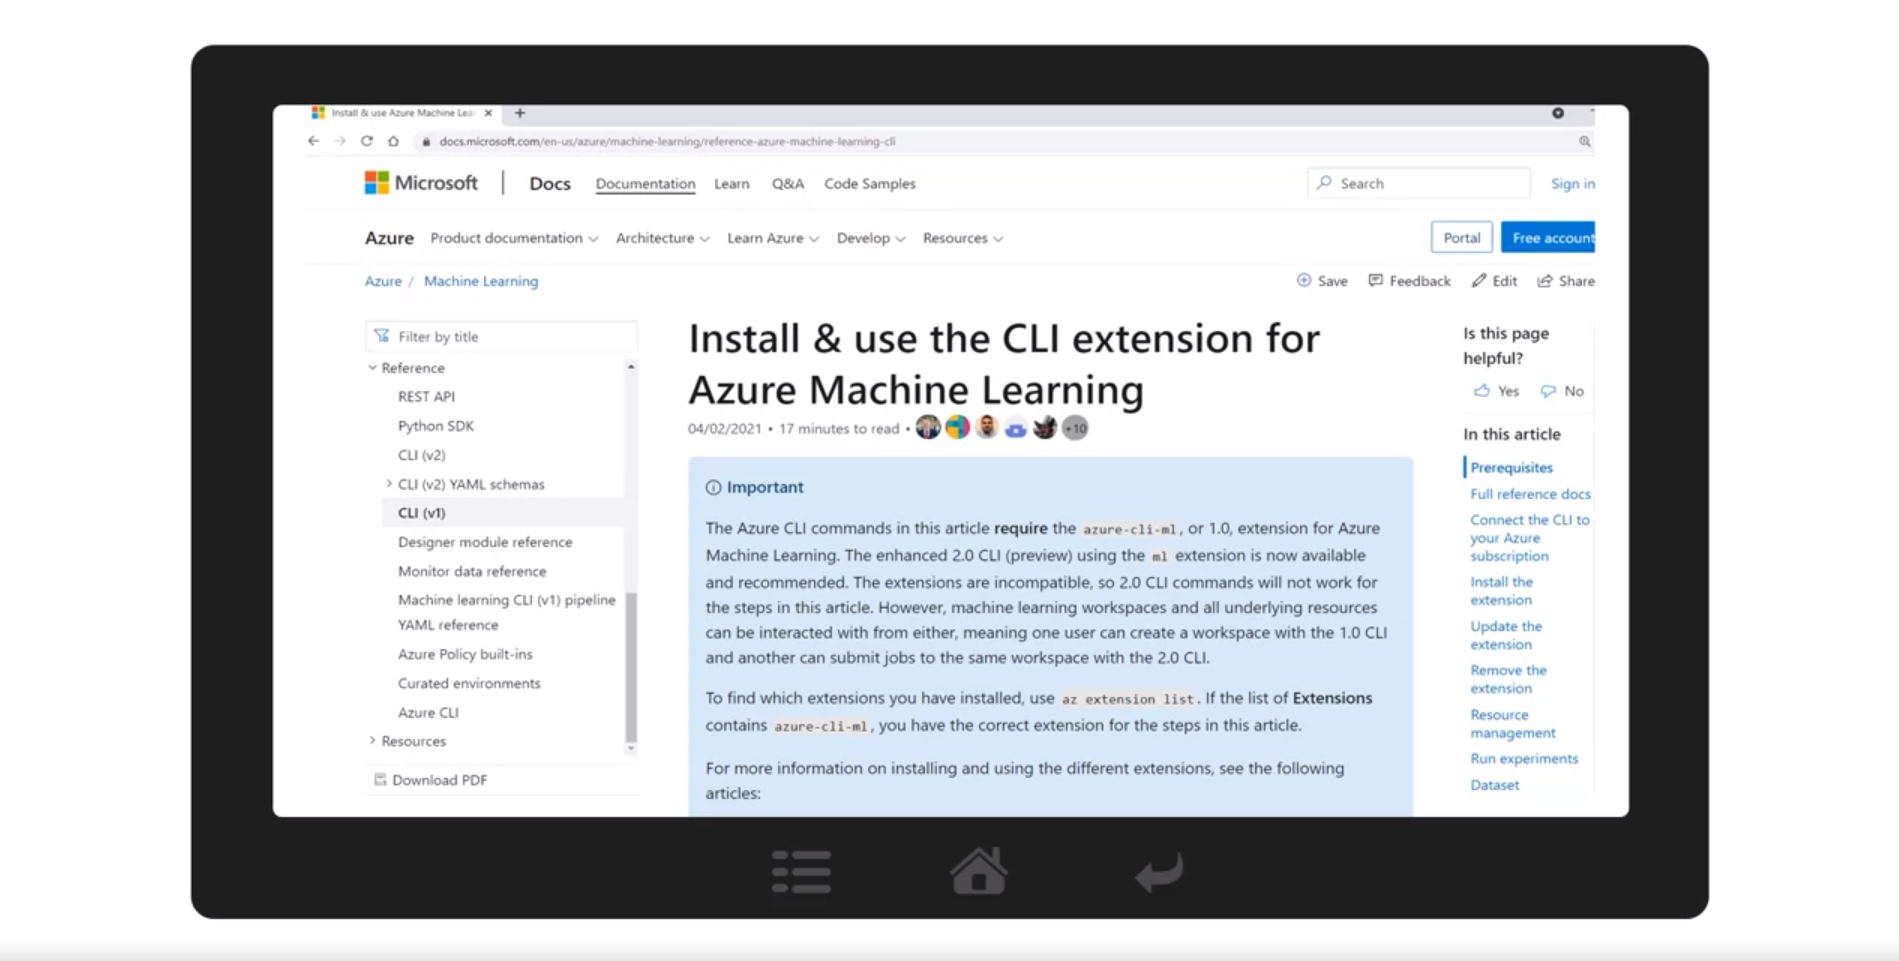 Install & use Azure Machine Lea
docs.microsoft.com/en-us/azure/machine-learning/reference-azure-machine-learning-cli
Microsoft Docs Documentation Learn Q&A Code Samples Search Sign in
Azure Product documentation Architecture Learn Azure Develop Resources Portal Free account
Azure / Machine Learning Save Feedback Edit Share
Filter by title
Reference
REST API
Python SDK
CLI (v2)
CLI (v2) YAML schemas
CLI (v1)
Designer module reference
Monitor data reference
Machine learning CLI (v1) pipeline
YAML reference
Azure Policy built-ins
Curated environments
Azure CLI
Resources
Download PDF
Install & use the CLI extension for
Azure Machine Learning
04/02/2021 • 17 minutes to read • +10
Important
The Azure CLI commands in this article require the azure-cli-ml, or 1.0, extension for Azure
Machine Learning. The enhanced 2.0 CLI (preview) using the ml extension is now available
and recommended. The extensions are incompatible, so 2.0 CLI commands will not work for
the steps in this article. However, machine learning workspaces and all underlying resources
can be interacted with from either, meaning one user can create a workspace with the 1.0 CLI
and another can submit jobs to the same workspace with the 2.0 CLI.
To find which extensions you have installed, use az extension list. If the list of Extensions
contains azure-cli-ml, you have the correct extension for the steps in this article.
For more information on installing and using the different extensions, see the following
articles:
Is this page
helpful?
Yes No
In this article
Prerequisites
Full reference docs
Connect the CLI to
your Azure
subscription
Install the
extension
Update the
extension
Remove the
extension
Resource
management
Run experiments
Dataset